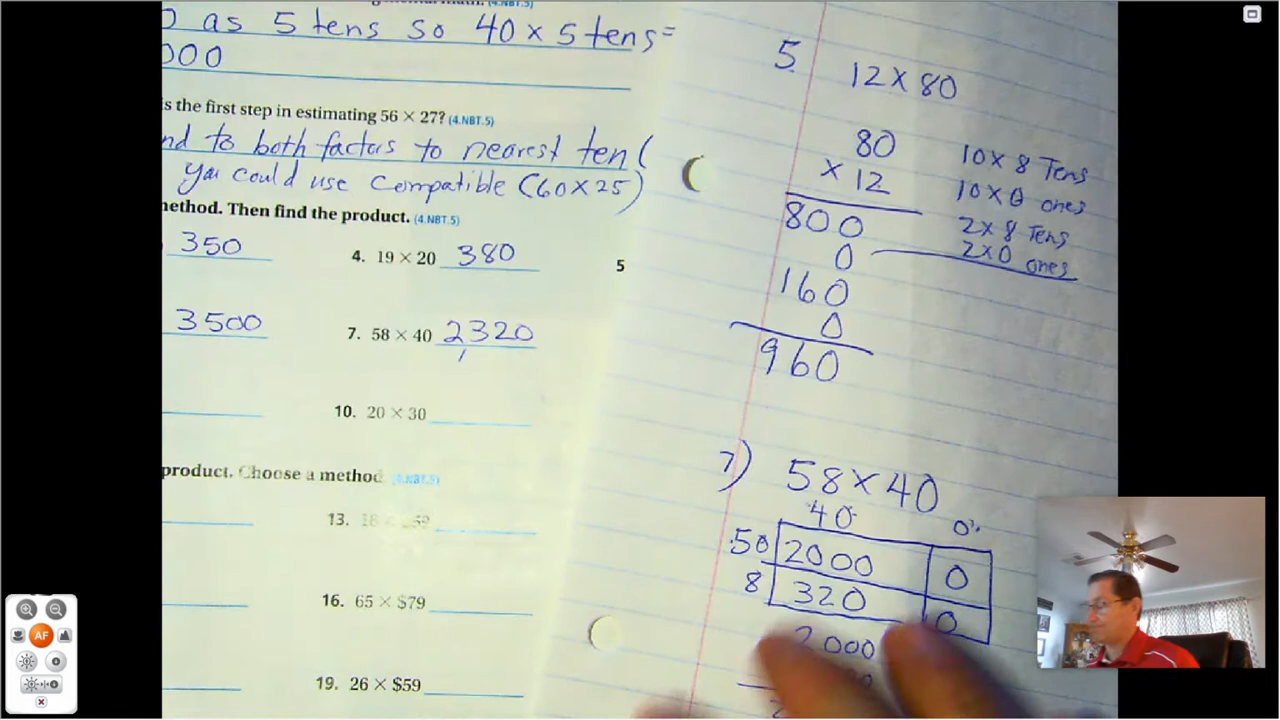 (4.NBT.5)
as 5 tens so 40 x 5 tens =
000
is the first step in estimating 56 × 27? (4.NBT.5)
nd to both factors to nearest ten (
you could use compatible (60x25)
method. Then find the product. (4.NBT.5)
350
4. 19 × 20 380
5
3500
7. 58 × 40 2320
10. 20 × 30
product. Choose a method. (4.NBT.5)
13.
16. 65 × $79
19. 26 × $59
5. 12 x 80
80
x 12
800
0
160
0
960
10 x 8 Tens
10 x 0 ones
2 x 8 Tens
2 x 0 ones
7) 58 x 40
40 0
50 2000 0
8 320 0
2000
AF